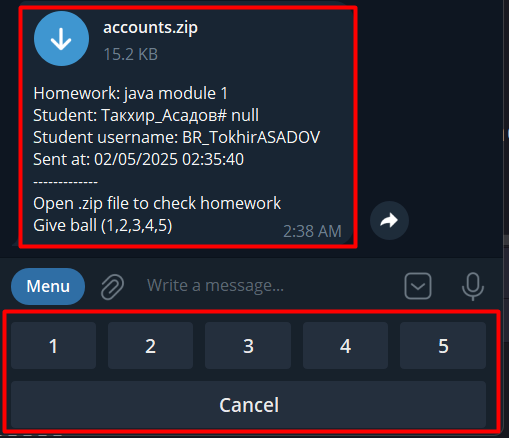 accounts.zip
15.2 KB
Homework: java module 1
Student: Такхир_Асадов# null
Student username: BR_TokhirASADOV
Sent at: 02/05/2025 02:35:40
-------------
Open .zip file to check homework
Give ball (1,2,3,4,5)
2:38 AM
Menu
Write a message...
1 2 3 4 5
Cancel